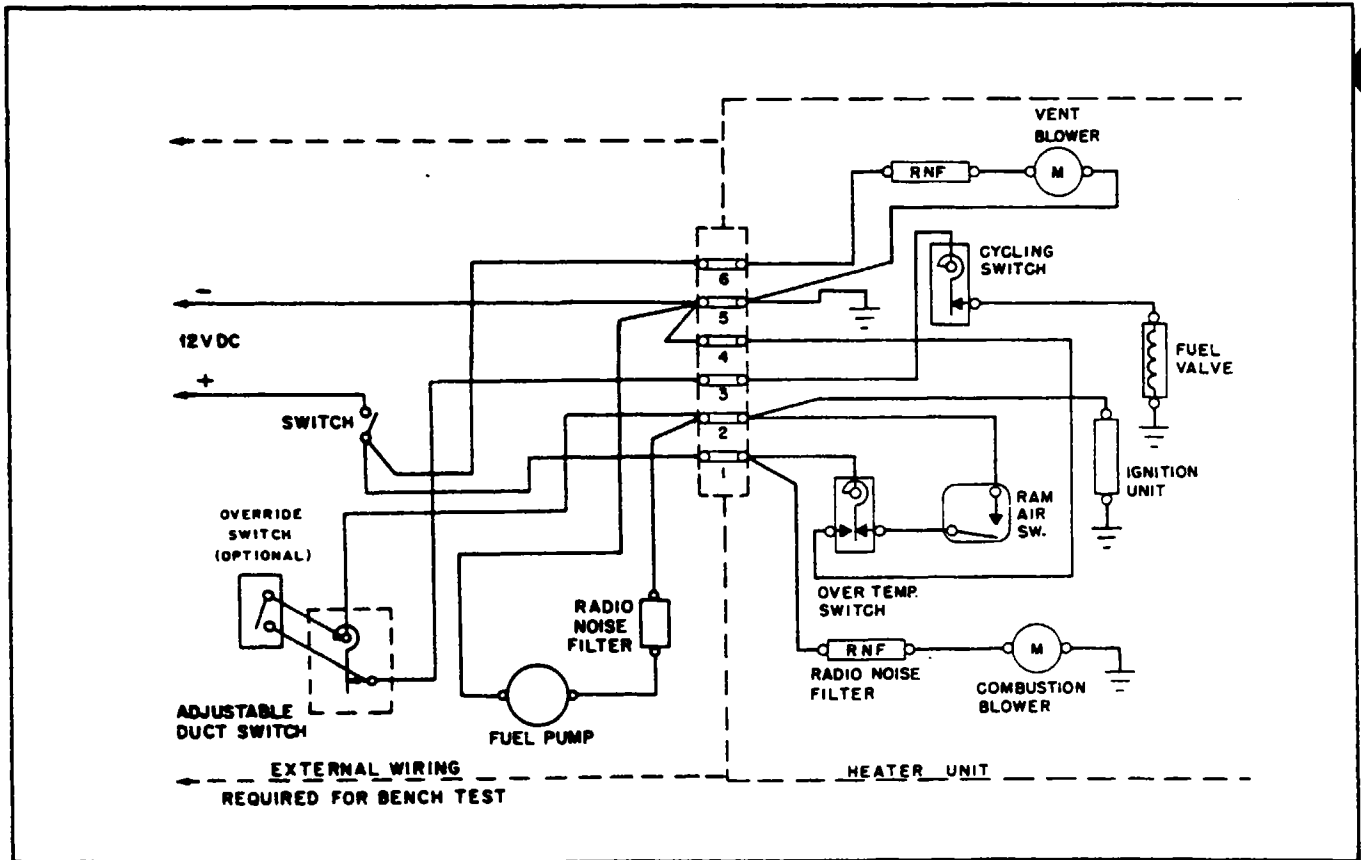 VENT
BLOWER
RNF
M
CYCLING
SWITCH
6
-
5
12VDC
4
FUEL
VALVE
+
3
SWITCH
2
IGNITION
UNIT
RAM
AIR
SW.
OVERRIDE
SWITCH
(OPTIONAL)
OVER TEMP.
SWITCH
RADIO
NOISE
FILTER
RNF
M
RADIO NOISE
FILTER
COMBUSTION
BLOWER
ADJUSTABLE
DUCT SWITCH
FUEL PUMP
EXTERNAL WIRING
REQUIRED FOR BENCH TEST
HEATER UNIT